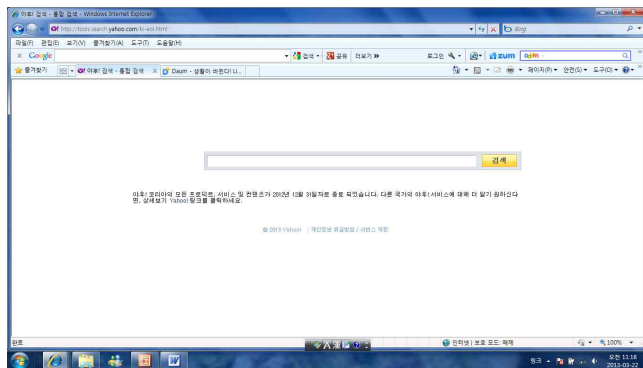 야후! 검색 - 통합 검색 - Windows Internet Explorer
http://tools.search.yahoo.com/kr-eol.html
Bing
파일(F) 편집(E) 보기(V) 즐겨찾기(A) 도구(T) 도움말(H)
x Google 검색 공유 더보기 » 로그인 zum
즐겨찾기 야후! 검색 - 통합 검색 x Daum - 생활이 바뀐다! Li... 페이지(P) 안전(S) 도구(O)
검색
야후! 코리아의 모든 프로덕트, 서비스 및 컨텐츠가 2012년 12월 31일자로 종료 되었습니다. 다른 국가의 야후! 서비스에 대해 더 알기 원하신다
면, 상세보기 Yahoo! 링크를 클릭하세요.
© 2013 Yahoo! | 개인정보 취급방침 / 서비스 약관
완료 인터넷 | 보호 모드: 해제 100%
링크 오전 11:18
2013-03-22